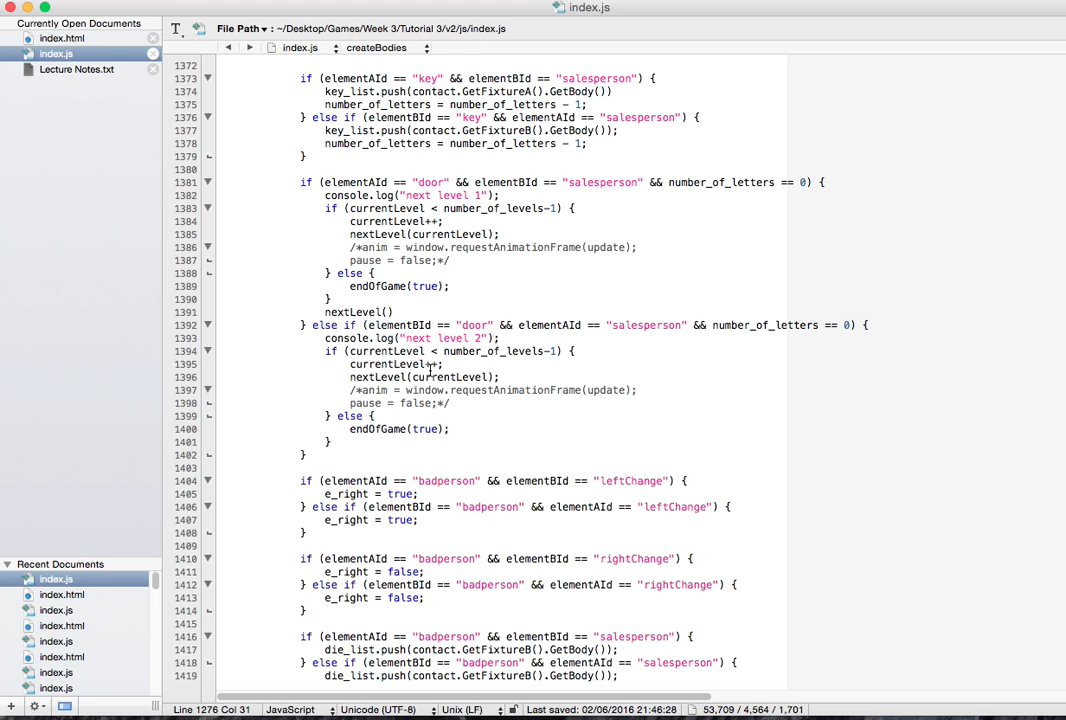 index.js
Currently Open Documents
index.html
index.js
Lecture Notes.txt
File Path ▾ : ~/Desktop/Games/Week 3/Tutorial 3/v2/js/index.js
index.js createBodies
1372
1373 if (elementAId == "key" && elementBId == "salesperson") {
1374 key_list.push(contact.GetFixtureA().GetBody())
1375 number_of_letters = number_of_letters - 1;
1376 } else if (elementBId == "key" && elementAId == "salesperson") {
1377 key_list.push(contact.GetFixtureB().GetBody());
1378 number_of_letters = number_of_letters - 1;
1379 }
1380
1381 if (elementAId == "door" && elementBId == "salesperson" && number_of_letters == 0) {
1382 console.log("next level 1");
1383 if (currentLevel < number_of_levels-1) {
1384 currentLevel++;
1385 nextLevel(currentLevel);
1386 /*anim = window.requestAnimationFrame(update);
1387 pause = false;*/
1388 } else {
1389 endOfGame(true);
1390 }
1391 nextLevel()
1392 } else if (elementBId == "door" && elementAId == "salesperson" && number_of_letters == 0) {
1393 console.log("next level 2");
1394 if (currentLevel < number_of_levels-1) {
1395 currentLevel++;
1396 nextLevel(currentLevel);
1397 /*anim = window.requestAnimationFrame(update);
1398 pause = false;*/
1399 } else {
1400 endOfGame(true);
1401 }
1402 }
1403
1404 if (elementAId == "badperson" && elementBId == "leftChange") {
1405 e_right = true;
1406 } else if (elementBId == "badperson" && elementAId == "leftChange") {
1407 e_right = true;
1408 }
1409
1410 if (elementAId == "badperson" && elementBId == "rightChange") {
1411 e_right = false;
1412 } else if (elementBId == "badperson" && elementAId == "rightChange") {
1413 e_right = false;
1414 }
1415
1416 if (elementAId == "badperson" && elementBId == "salesperson") {
1417 die_list.push(contact.GetFixtureB().GetBody());
1418 } else if (elementBId == "badperson" && elementAId == "salesperson") {
1419 die_list.push(contact.GetFixtureB().GetBody());
Recent Documents
index.js
index.html
index.js
index.html
index.js
index.html
index.js
index.js
Line 1276 Col 31 JavaScript Unicode (UTF-8) Unix (LF) Last saved: 02/06/2016 21:46:28 53,709 / 4,564 / 1,701